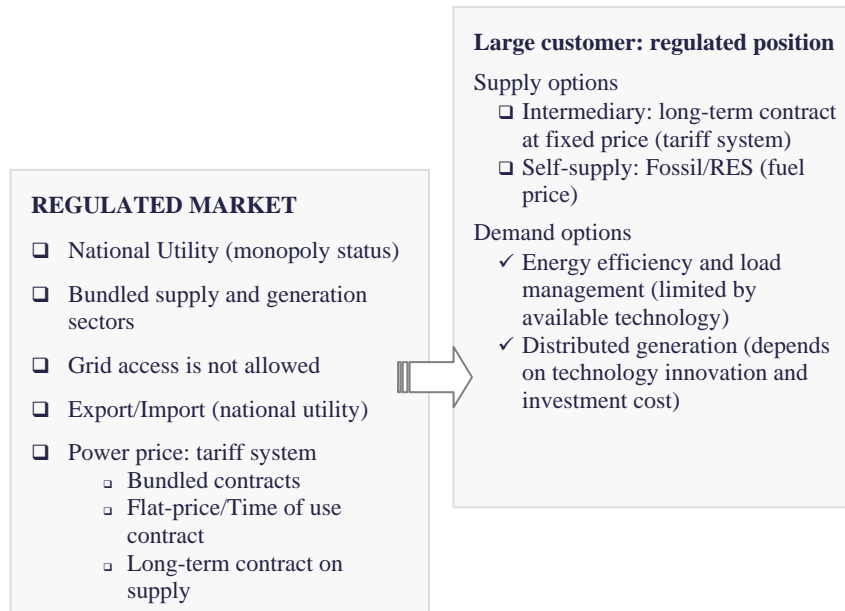 REGULATED MARKET
❑ National Utility (monopoly status)
❑ Bundled supply and generation
sectors
❑ Grid access is not allowed
❑ Export/Import (national utility)
❑ Power price: tariff system
❑ Bundled contracts
❑ Flat-price/Time of use
contract
❑ Long-term contract on
supply
Large customer: regulated position
Supply options
❑ Intermediary: long-term contract
at fixed price (tariff system)
❑ Self-supply: Fossil/RES (fuel
price)
Demand options
✓ Energy efficiency and load
management (limited by
available technology)
✓ Distributed generation (depends
on technology innovation and
investment cost)